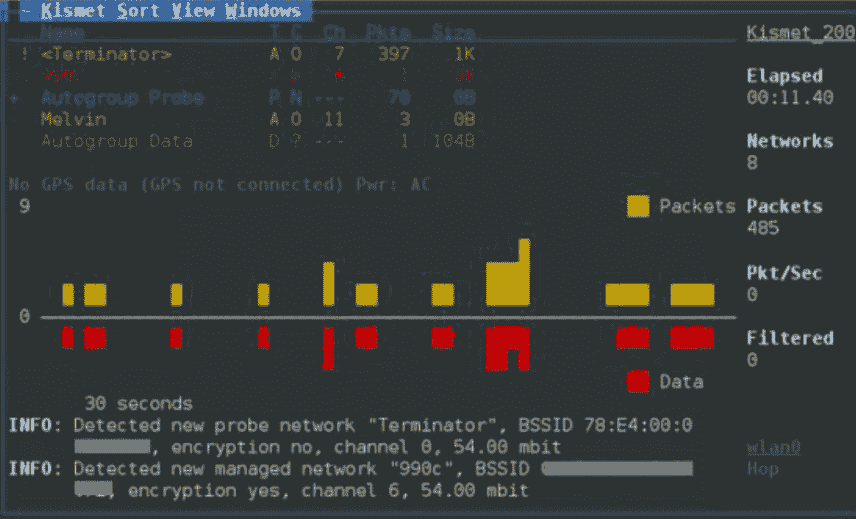 ~ Kismet Sort View Windows
Name T C Ch Pkts Size
Kismet_200
! <Terminator> A O 7 397 1K
+ Autogroup Probe P N --- 70 0B
Melvin A O 11 3 0B
Autogroup Data D ? --- 1 104B
Elapsed
00:11.40
Networks
8
No GPS data (GPS not connected) Pwr: AC
9
Packets
Packets
485
Pkt/Sec
0
0
Filtered
0
Data
30 seconds
INFO: Detected new probe network "Terminator", BSSID 78:E4:00:0
, encryption no, channel 0, 54.00 mbit
INFO: Detected new managed network "990c", BSSID
, encryption yes, channel 6, 54.00 mbit
wlan0
Hop